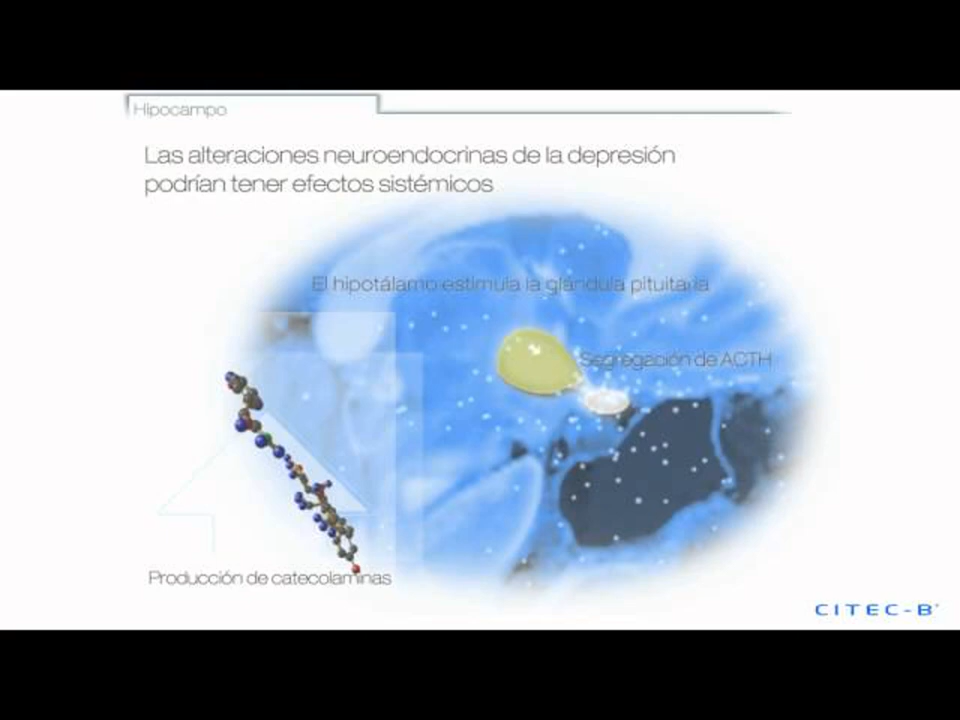 Hipocampo
Las alteraciones neuroendocrinas de la depresión
podrían tener efectos sistémicos
El hipotálamo estimula la glándula pituitaria
Segregación de ACTH
Producción de catecolaminas
CITEC-B